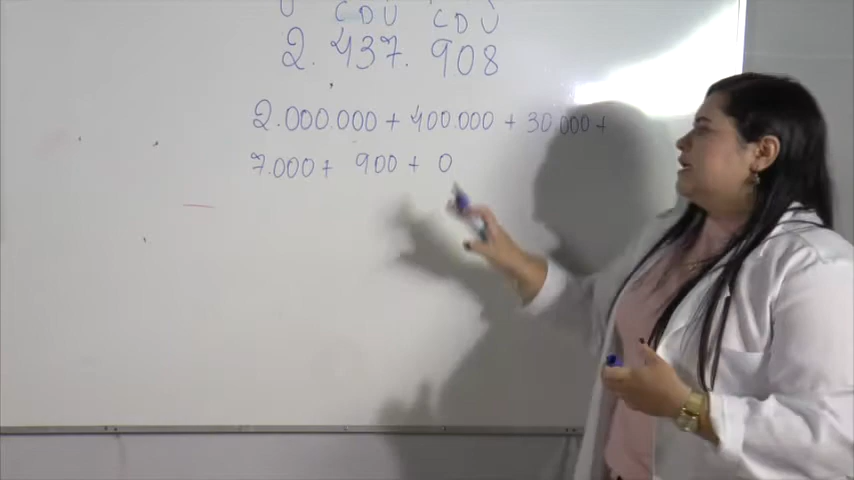 U CDU CDU
2. 437. 908
2.000.000 + 400.000 + 30.000 +
7.000 + 900 + 0